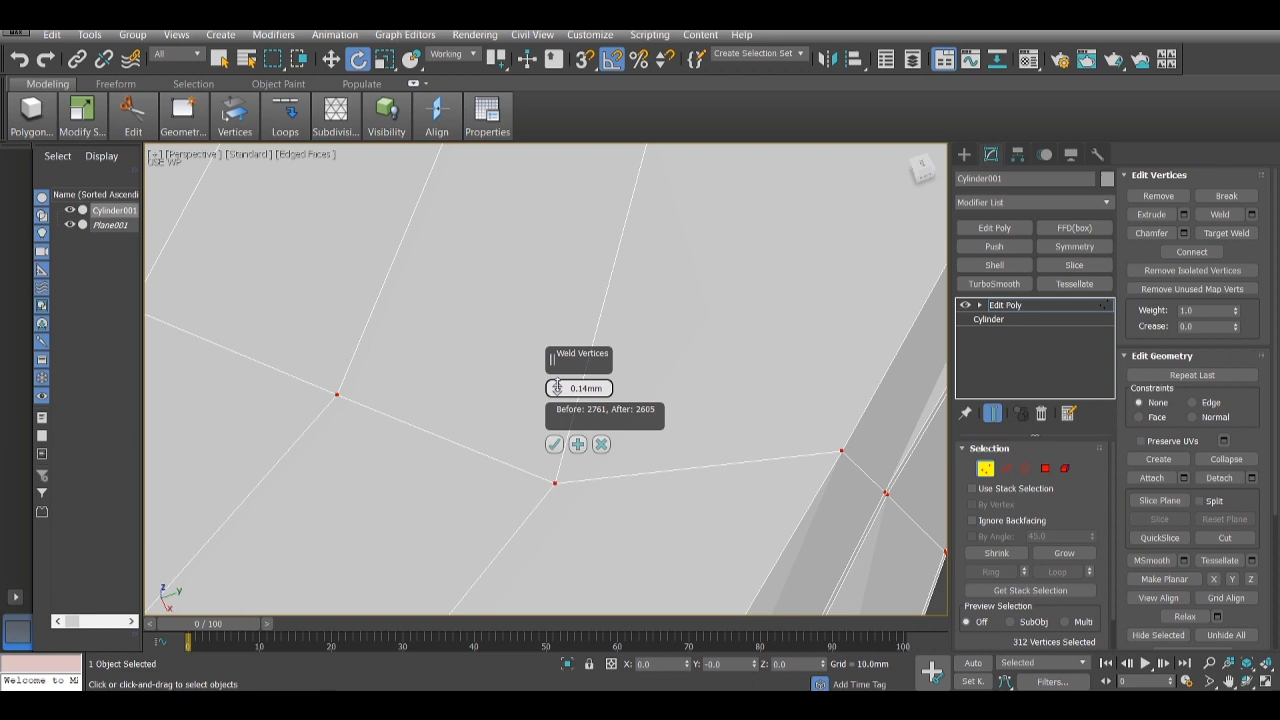 MAX
Edit Tools Group Views Create Modifiers Animation Graph Editors Rendering Civil View Customize Scripting Content Help
All
Working
Create Selection Set
Modeling Freeform Selection Object Paint Populate
Polygon... Modify S... Edit Geometr... Vertices Loops Subdivisi... Visibility Align Properties
Select Display
Name (Sorted Ascendi
Cylinder001
Plane001
[+] [Perspective] [Standard] [Edged Faces]
USE WP
Weld Vertices
0.14mm
Before: 2761, After: 2605
z
y
x
Cylinder001
Modifier List
Edit Poly FFD(box)
Push Symmetry
Shell Slice
TurboSmooth Tessellate
Edit Poly
Cylinder
Selection
Use Stack Selection
By Vertex
Ignore Backfacing
By Angle: 45.0
Shrink Grow
Ring Loop
Get Stack Selection
Preview Selection
Off SubObj Multi
312 Vertices Selected
Edit Vertices
Remove Break
Extrude Weld
Chamfer Target Weld
Connect
Remove Isolated Vertices
Remove Unused Map Verts
Weight: 1.0
Crease: 0.0
Edit Geometry
Repeat Last
Constraints
None Edge
Face Normal
Preserve UVs
Create Collapse
Attach Detach
Slice Plane Split
Slice Reset Plane
QuickSlice Cut
MSmooth Tessellate
Make Planar X Y Z
View Align Grid Align
Relax
Hide Selected Unhide All
< 0 / 100 >
0 10 20 30 40 50 60 70 80 90 100
1 Object Selected
X: 0.0 Y: -0.0 Z: 0.0 Grid = 10.0mm
Auto Selected
Welcome to MA
Click or click-and-drag to select objects
Add Time Tag
Set K. Filters... 0